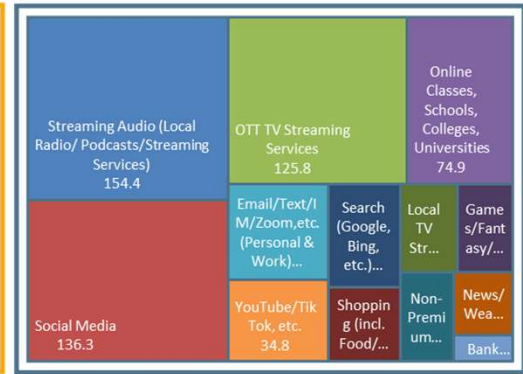 Streaming Audio (Local
Radio/ Podcasts/Streaming
Services)
154.4
Social Media
136.3
OTT TV Streaming
Services
125.8
Online
Classes,
Schools,
Colleges,
Universities
74.9
Email/Text/I
M/Zoom,etc.
(Personal &
Work)...
YouTube/Tik
Tok, etc.
34.8
Search
(Google,
Bing,
etc.)...
Shoppin
g (incl.
Food/...
Local
TV
Str...
Non-
Premi
um...
Game
s/Fant
asy/...
News/
Wea...
Bank...